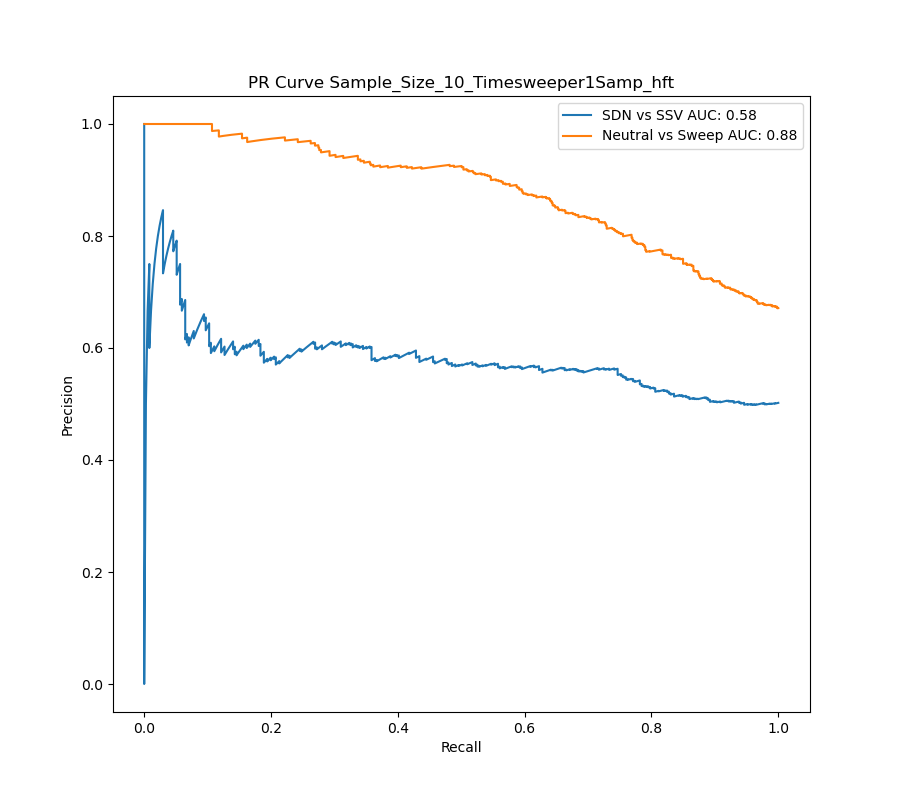 PR Curve Sample_Size_10_Timesweeper1Samp_hft
SDN vs SSV AUC: 0.58
Neutral vs Sweep AUC: 0.88
1.0
0.8
0.6
0.4
0.2
0.0
Precision
0.0 0.2 0.4 0.6 0.8 1.0
Recall